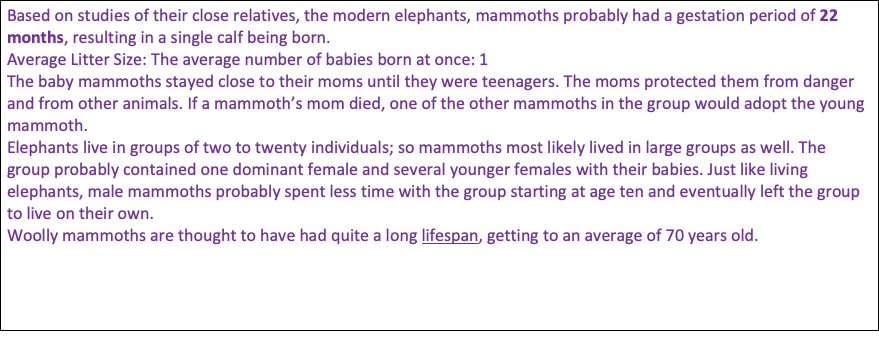 Based on studies of their close relatives, the modern elephants, mammoths probably had a gestation period of 22
months, resulting in a single calf being born.
Average Litter Size: The average number of babies born at once: 1
The baby mammoths stayed close to their moms until they were teenagers. The moms protected them from danger
and from other animals. If a mammoth’s mom died, one of the other mammoths in the group would adopt the young
mammoth.
Elephants live in groups of two to twenty individuals; so mammoths most likely lived in large groups as well. The
group probably contained one dominant female and several younger females with their babies. Just like living
elephants, male mammoths probably spent less time with the group starting at age ten and eventually left the group
to live on their own.
Woolly mammoths are thought to have had quite a long lifespan, getting to an average of 70 years old.